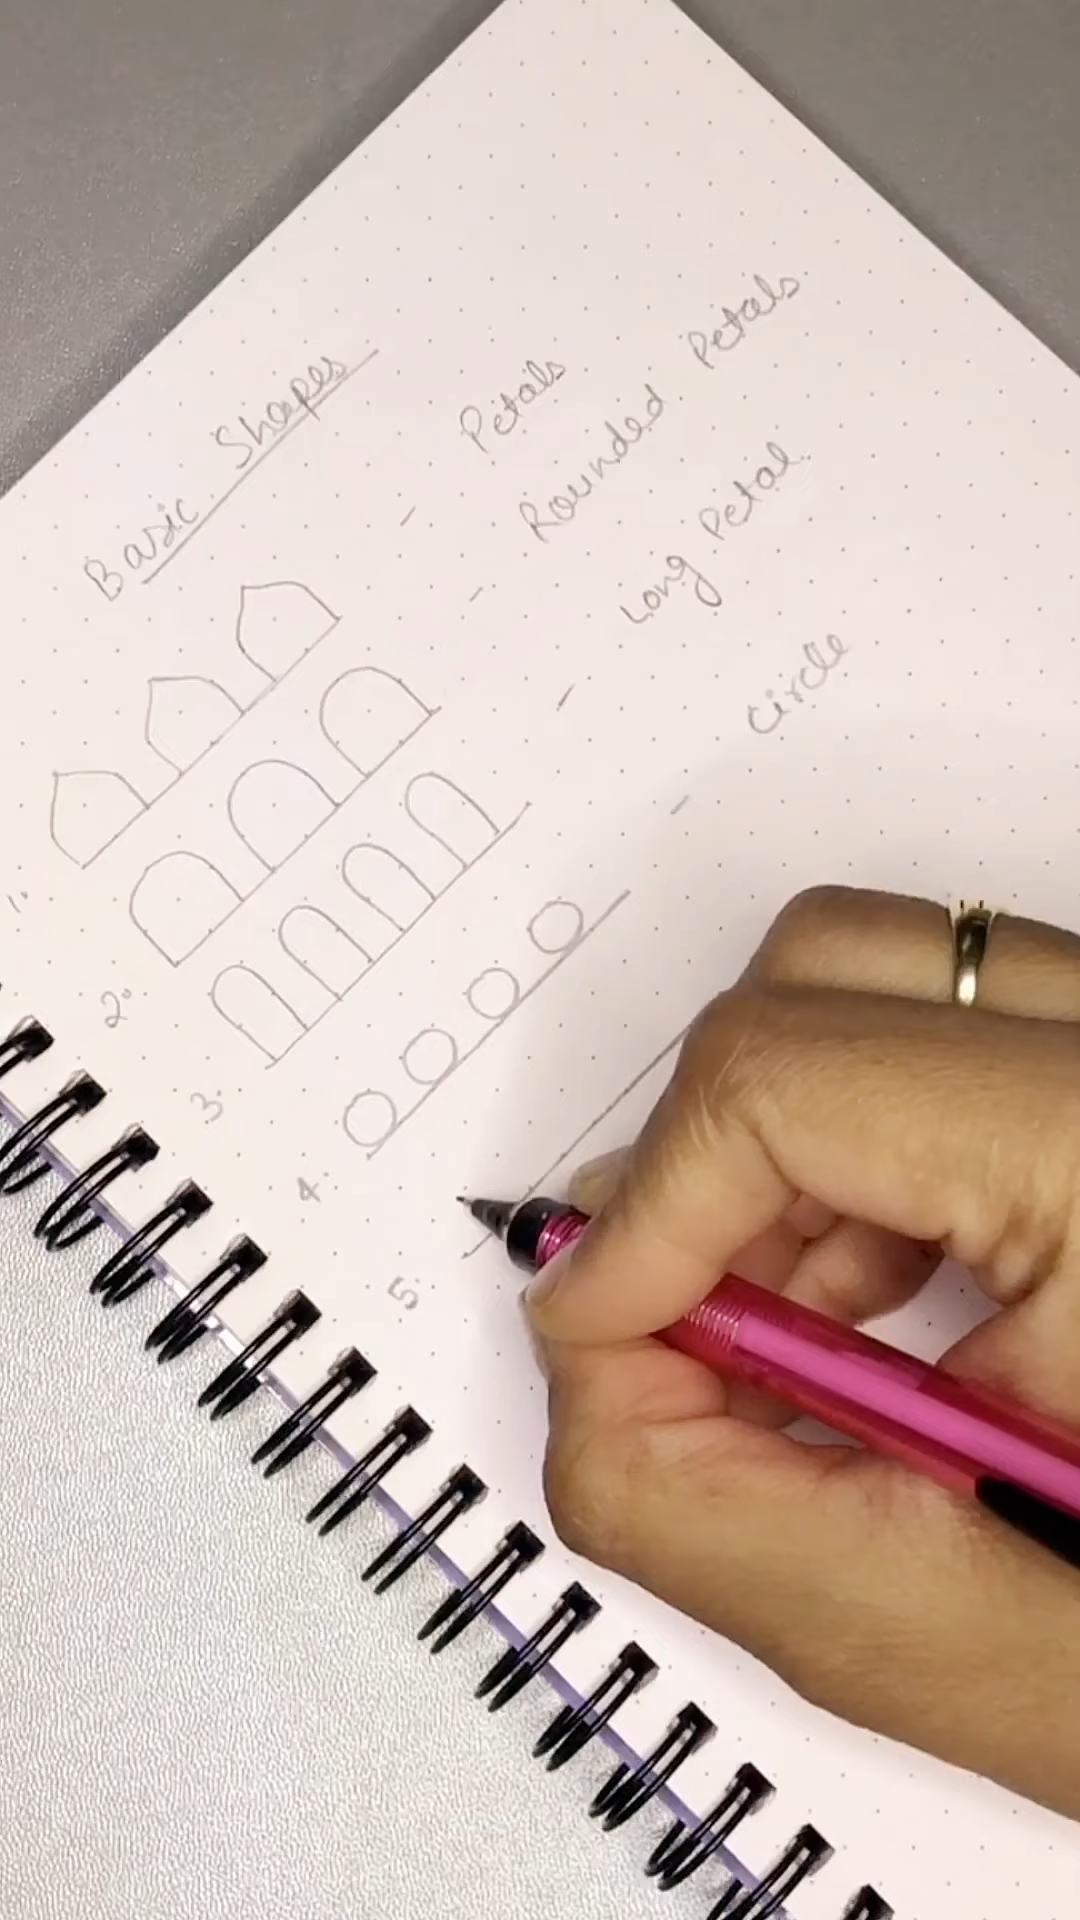 Basic Shapes
1. - Petals
2. - Rounded Petals
3. - Long Petal
4. - Circle
5.